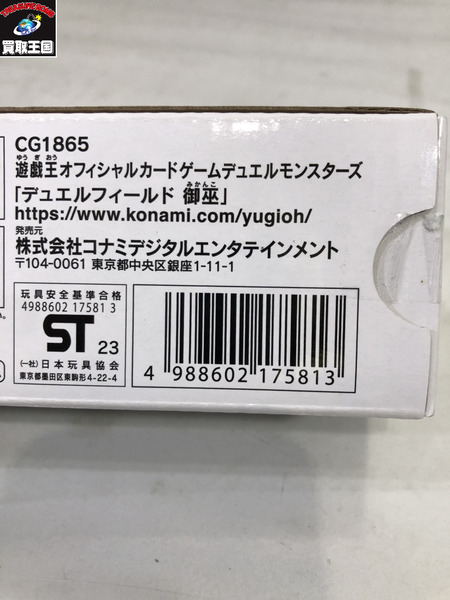 買取王国
CG1865
ゆうぎおう
遊戯王オフィシャルカードゲームデュエルモンスターズ
みかんこ
「デュエルフィールド 御巫」
https://www.konami.com/yugioh/
発売元
株式会社コナミデジタルエンタテインメント
〒104-0061 東京都中央区銀座1-11-1
玩具安全基準合格
4988602 17581 3
ST 23
(一社)日本玩具協会
東京都墨田区東駒形4-22-4
4 988602 175813